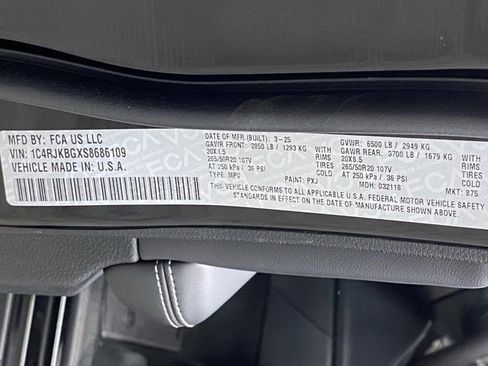 MFD BY: FCA US LLC
VIN: 1C4RJKBGXS8686109
VEHICLE MADE IN: U.S.A.
DATE OF MFR (BUILT): 3-25
GVWR: 6500 LB / 2949 KG
GAWR FRONT: 2850 LB / 1293 KG
WITH
GAWR REAR: 3700 LB / 1679 KG
WITH
20X8.5
RIMS
20X8.5
RIMS
265/50R20 107V
TIRES
265/50R20 107V
TIRES
AT 250 kPa / 36 PSI
COLD
AT 250 kPa / 36 PSI
COLD
TYPE: MPV
PAINT: PXJ
MDH: 032118
MKT: 875
THIS VEHICLE CONFORMS TO ALL APPLICABLE U.S.A. FEDERAL MOTOR VEHICLE SAFETY
STANDARDS IN EFFECT ON THE DATE OF MANUFACTURE SHOWN ABOVE.